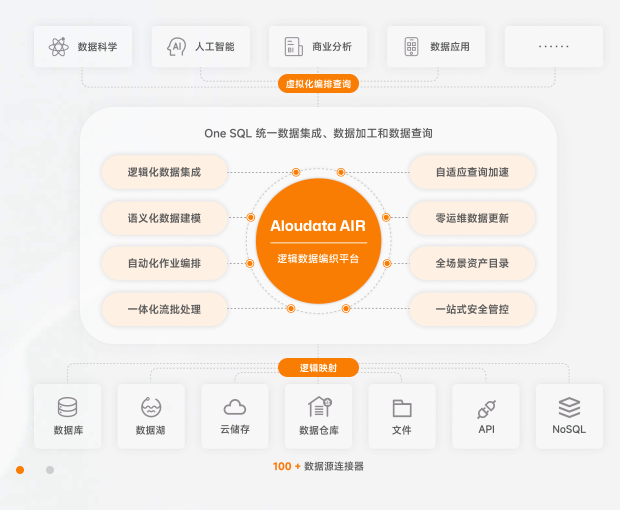 数据科学
AI
人工智能
BI
商业分析
数据应用
······
虚拟化编排查询
One SQL 统一数据集成、数据加工和数据查询
逻辑化数据集成
自适应查询加速
语义化数据建模
零运维数据更新
Aloudata AIR
逻辑数据编织平台
自动化作业编排
全场景资产目录
一体化流批处理
一站式安全管控
逻辑映射
数据库
数据湖
云储存
数据仓库
文件
API
NoSQL
100 + 数据源连接器